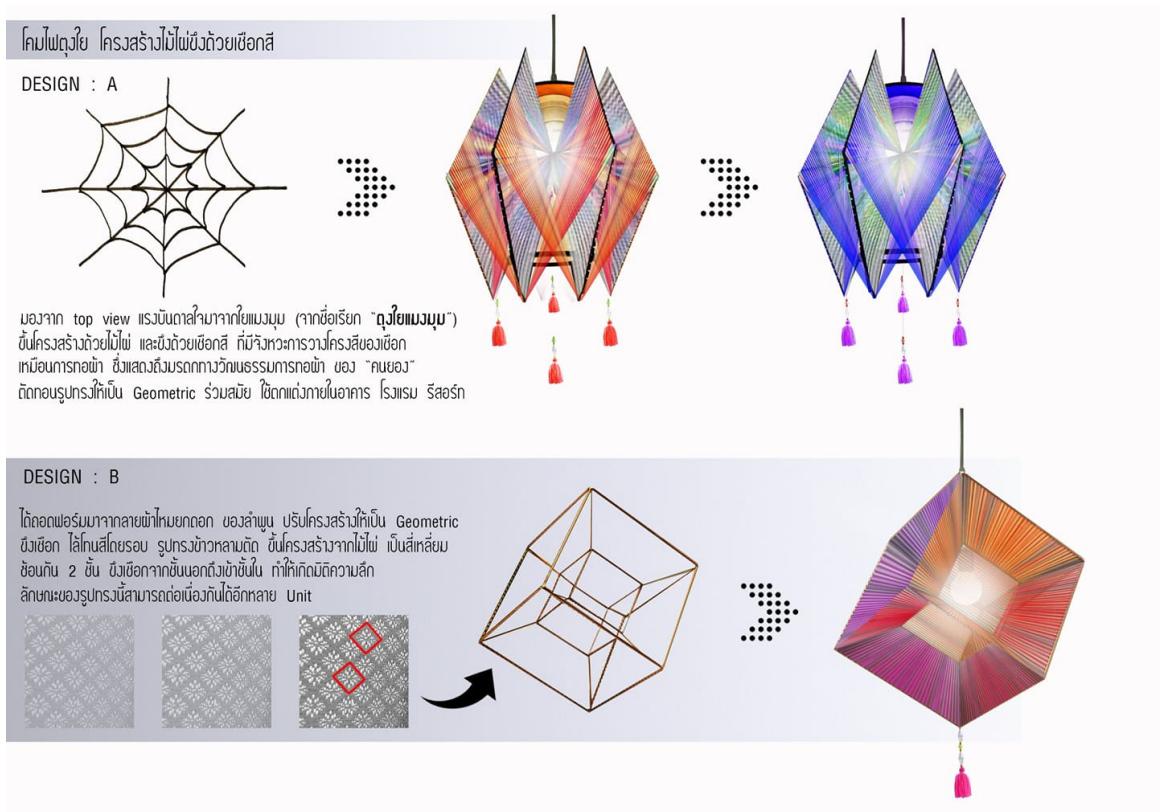 โคมไฟตุงใย โครงสร้างไม้ไผ่ขึงด้วยเชือกสี
DESIGN : A
มองจาก top view แรงบันดาลใจมาจากใยแมงมุม (จากชื่อเรียก “ตุงใยแมงมุม”)
ขึ้นโครงสร้างด้วยไม้ไผ่ และขึงด้วยเชือกสี ที่มีจังหวะการวางโครงสีของเชือก
เหมือนการทอผ้า ซึ่งแสดงถึงมรดกทางวัฒนธรรมการทอผ้า ของ “คนยอง”
ตัดทอนรูปทรงให้เป็น Geometric ร่วมสมัย ใช้ตกแต่งภายในอาคาร โรงแรม รีสอร์ท
DESIGN : B
ได้ถอดฟอร์มมาจากลายผ้าไหมยกดอก ของลำพูน ปรับโครงสร้างให้เป็น Geometric
ขึงเชือก ไล้โทนสีโดยรอบ รูปทรงข้าวหลามตัด ขึ้นโครงสร้างจากไม้ไผ่ เป็นสี่เหลี่ยม
ซ้อนกัน 2 ชั้น ขึงเชือกจากชั้นนอกถึงเข้าชั้นใน ทำให้เกิดมิติความลึก
ลักษณะของรูปทรงนี้สามารถต่อเนื่องกันได้อีกหลาย Unit